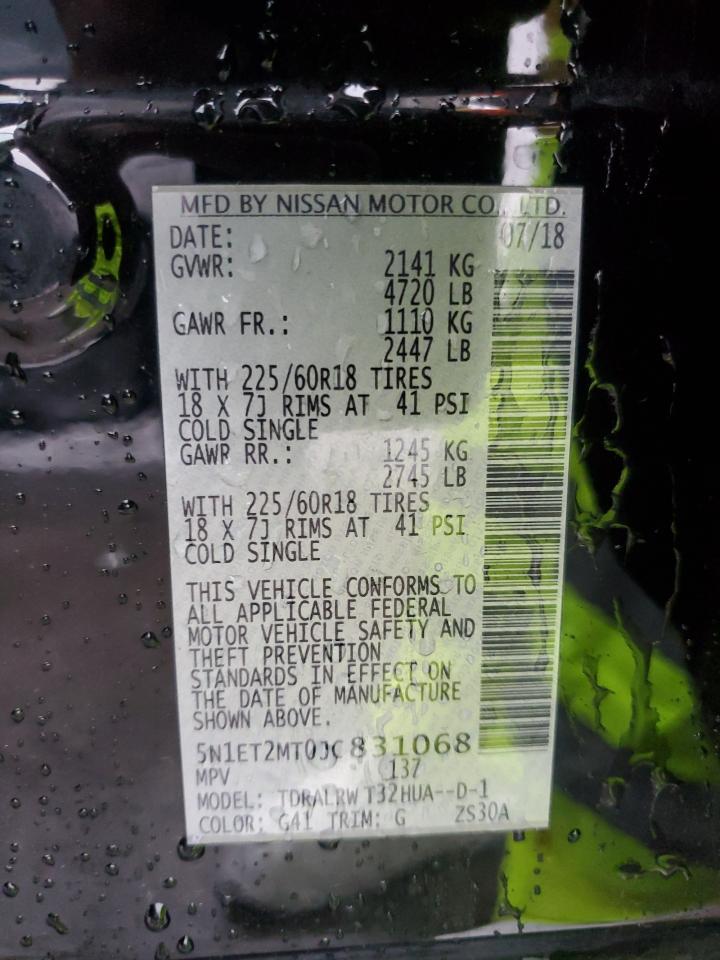 MFD BY NISSAN MOTOR CO., LTD.
DATE: 07/18
GVWR: 2141 KG
4720 LB
GAWR FR.: 1110 KG
2447 LB
WITH 225/60R18 TIRES
18 X 7J RIMS AT 41 PSI
COLD SINGLE
GAWR RR.: 1245 KG
2745 LB
WITH 225/60R18 TIRES
18 X 7J RIMS AT 41 PSI
COLD SINGLE
THIS VEHICLE CONFORMS TO
ALL APPLICABLE FEDERAL
MOTOR VEHICLE SAFETY AND
THEFT PREVENTION
STANDARDS IN EFFECT ON
THE DATE OF MANUFACTURE
SHOWN ABOVE.
5N1ET2MT0JC831068
MPV 137
MODEL: TDRALRW T32HUA--D-1
COLOR: G41 TRIM: G ZS30A